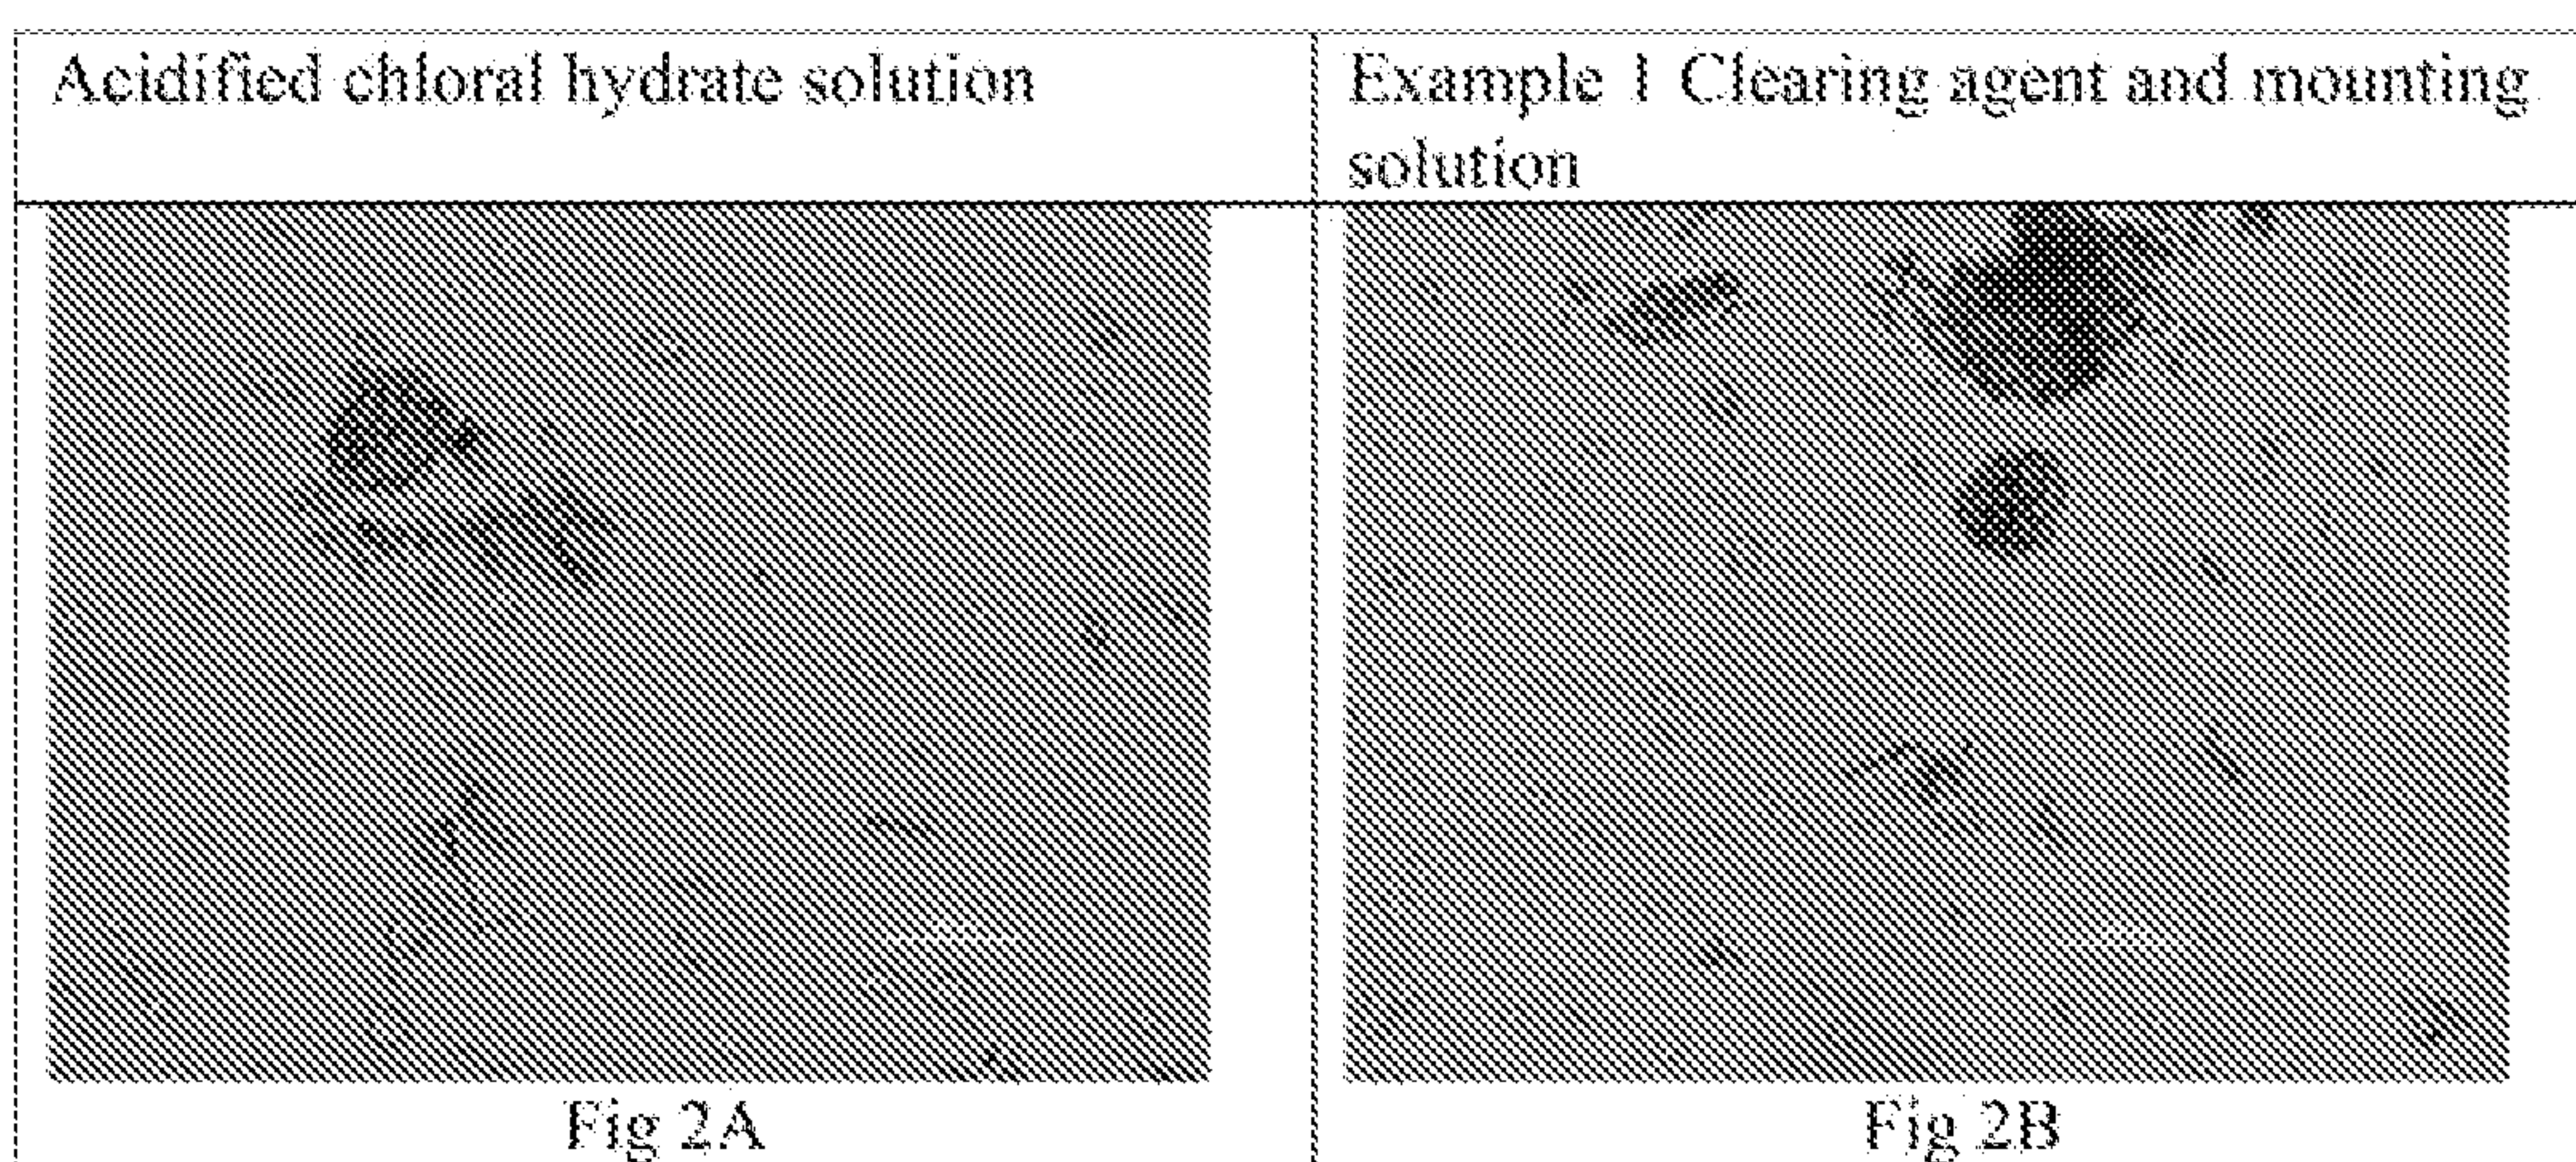 Acidified chloral hydrate solution
Example 1 Clearing agent and mounting
solution
Fig 2A
Fig 2B